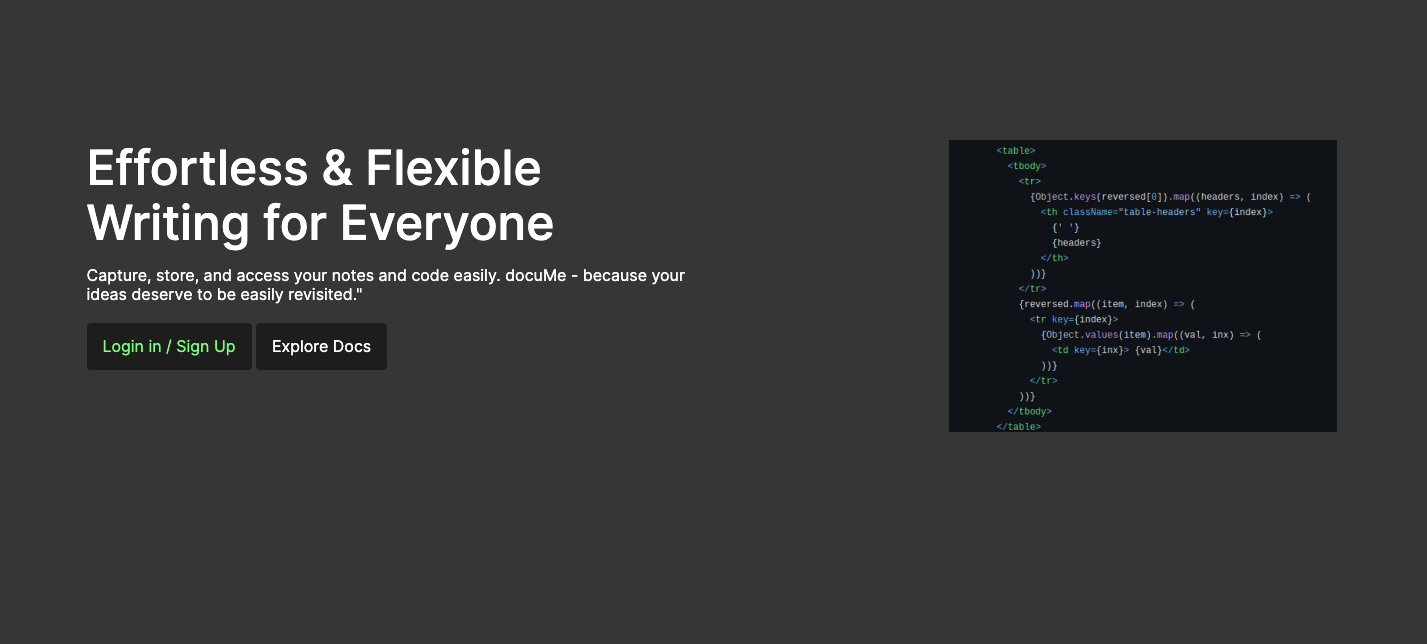 Effortless & Flexible
Writing for Everyone
Capture, store, and access your notes and code easily. docuMe - because your
ideas deserve to be easily revisited."
Login in / Sign Up
Explore Docs
<table>
<tbody>
<tr>
{Object.keys(reversed[0]).map((headers, index) => (
<th className="table-headers" key={index}>
{' '}
{headers}
</th>
))}
</tr>
{reversed.map((item, index) => (
<tr key={index}>
{Object.values(item).map((val, inx) => (
<td key={inx}> {val}</td>
))}
</tr>
))}
</tbody>
</table>